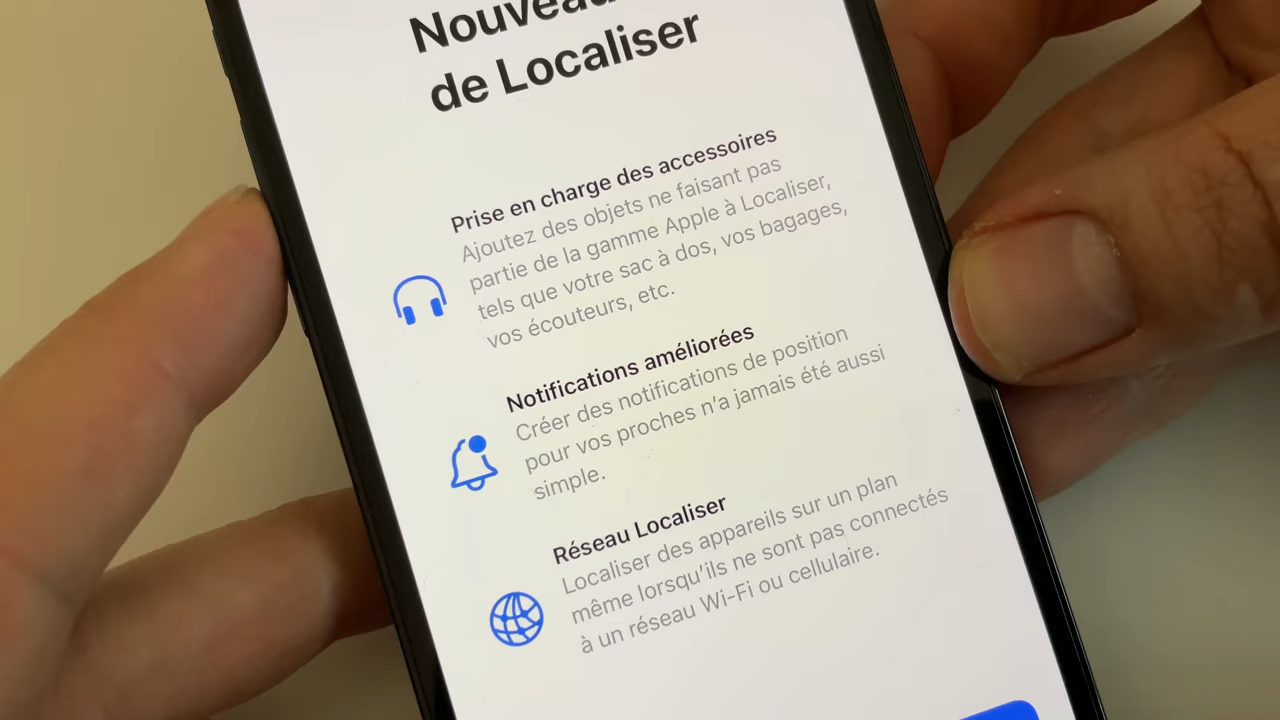 Nouveau
de Localiser
Prise en charge des accessoires
Ajoutez des objets ne faisant pas
partie de la gamme Apple à Localiser,
tels que votre sac à dos, vos bagages,
vos écouteurs, etc.
Notifications améliorées
Créer des notifications de position
pour vos proches n'a jamais été aussi
simple.
Réseau Localiser
Localiser des appareils sur un plan
même lorsqu'ils ne sont pas connectés
à un réseau Wi-Fi ou cellulaire.